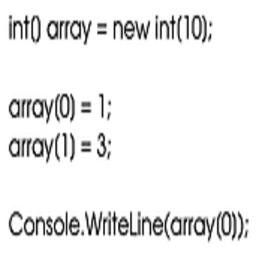 int() array = new int(10);
array(0) = 1;
array(1) = 3;
Console.WriteLine(array(0));